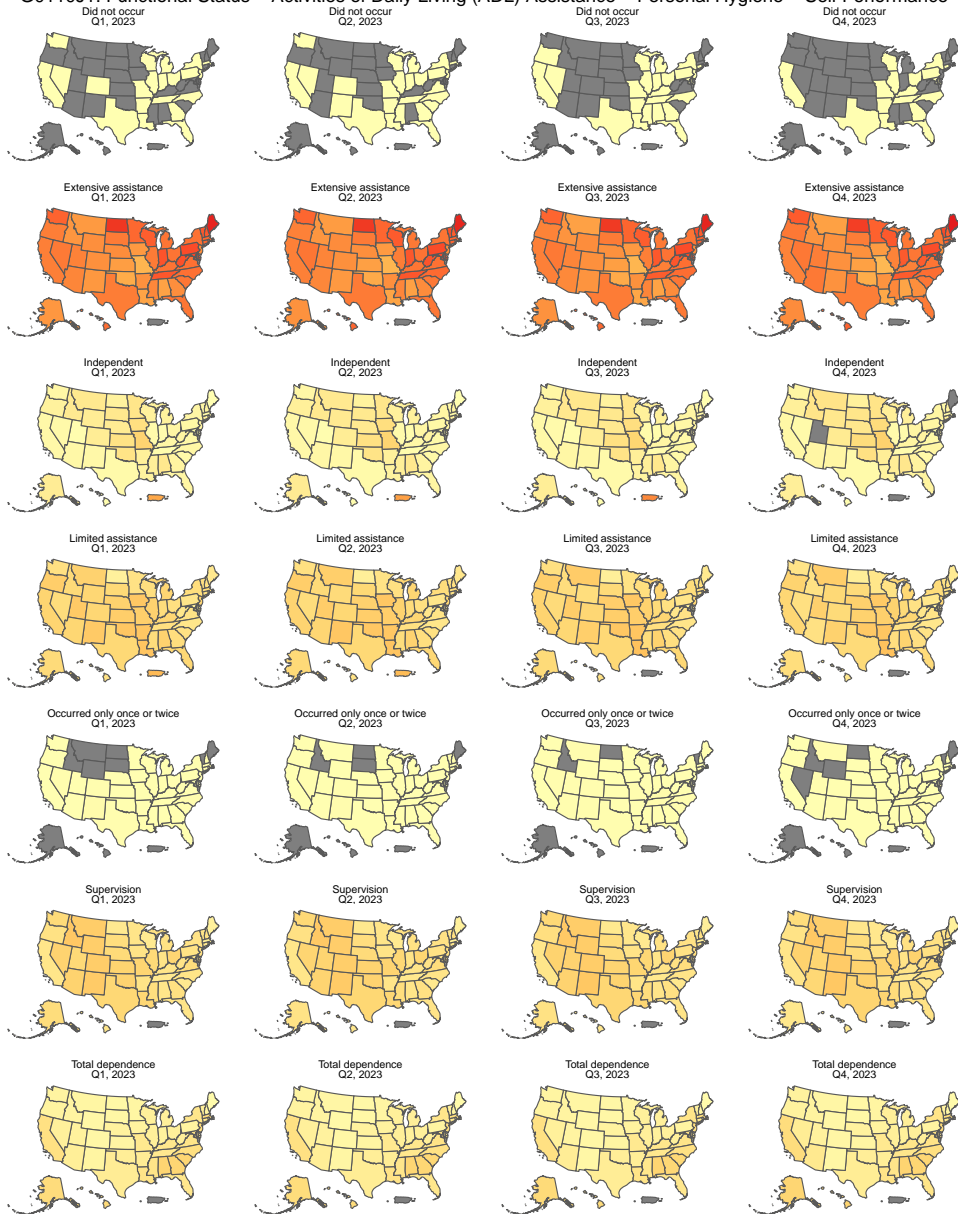 G0110J1: Functional Status − Activities of Daily Living (ADL) Assistance − Personal Hygiene − Self-Performance
Did not occur
Q1, 2023
Did not occur
Q2, 2023
Did not occur
Q3, 2023
Did not occur
Q4, 2023
Extensive assistance
Q1, 2023
Extensive assistance
Q2, 2023
Extensive assistance
Q3, 2023
Extensive assistance
Q4, 2023
Independent
Q1, 2023
Independent
Q2, 2023
Independent
Q3, 2023
Independent
Q4, 2023
Limited assistance
Q1, 2023
Limited assistance
Q2, 2023
Limited assistance
Q3, 2023
Limited assistance
Q4, 2023
Occurred only once or twice
Q1, 2023
Occurred only once or twice
Q2, 2023
Occurred only once or twice
Q3, 2023
Occurred only once or twice
Q4, 2023
Supervision
Q1, 2023
Supervision
Q2, 2023
Supervision
Q3, 2023
Supervision
Q4, 2023
Total dependence
Q1, 2023
Total dependence
Q2, 2023
Total dependence
Q3, 2023
Total dependence
Q4, 2023